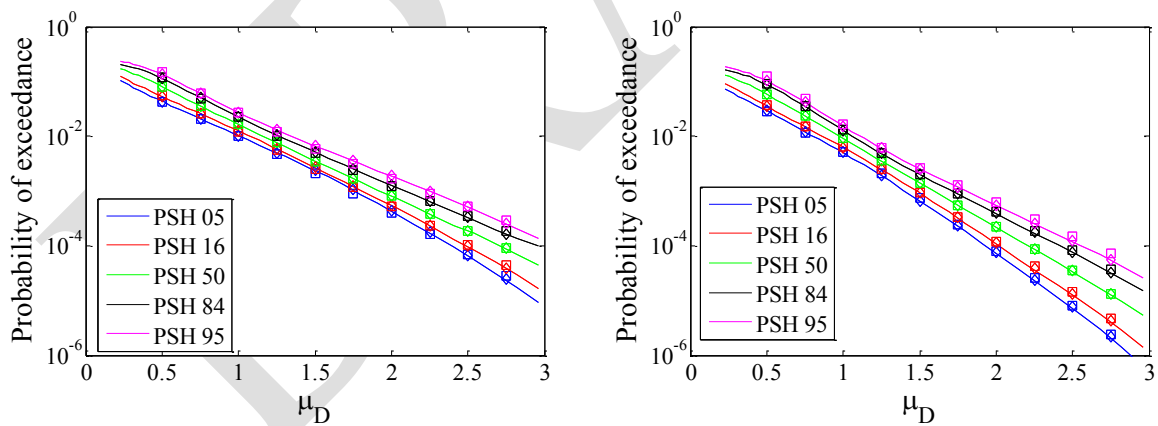 Probability of exceedance
10^0
10^-2
10^-4
10^-6
PSH 05
PSH 16
PSH 50
PSH 84
PSH 95
0 0.5 1 1.5 2 2.5 3
μ_D
Probability of exceedance
10^0
10^-2
10^-4
10^-6
PSH 05
PSH 16
PSH 50
PSH 84
PSH 95
0 0.5 1 1.5 2 2.5 3
μ_D